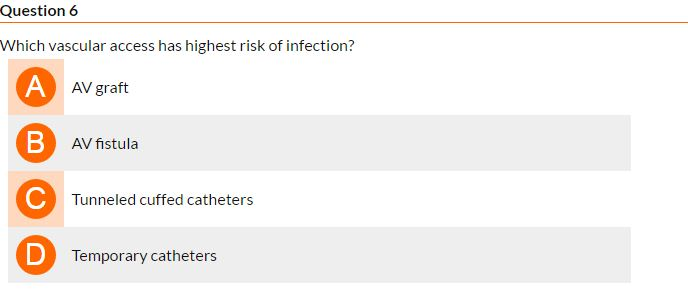 Question 6
Which vascular access has highest risk of infection?
A AV graft
B AV fistula
C Tunneled cuffed catheters
D Temporary catheters